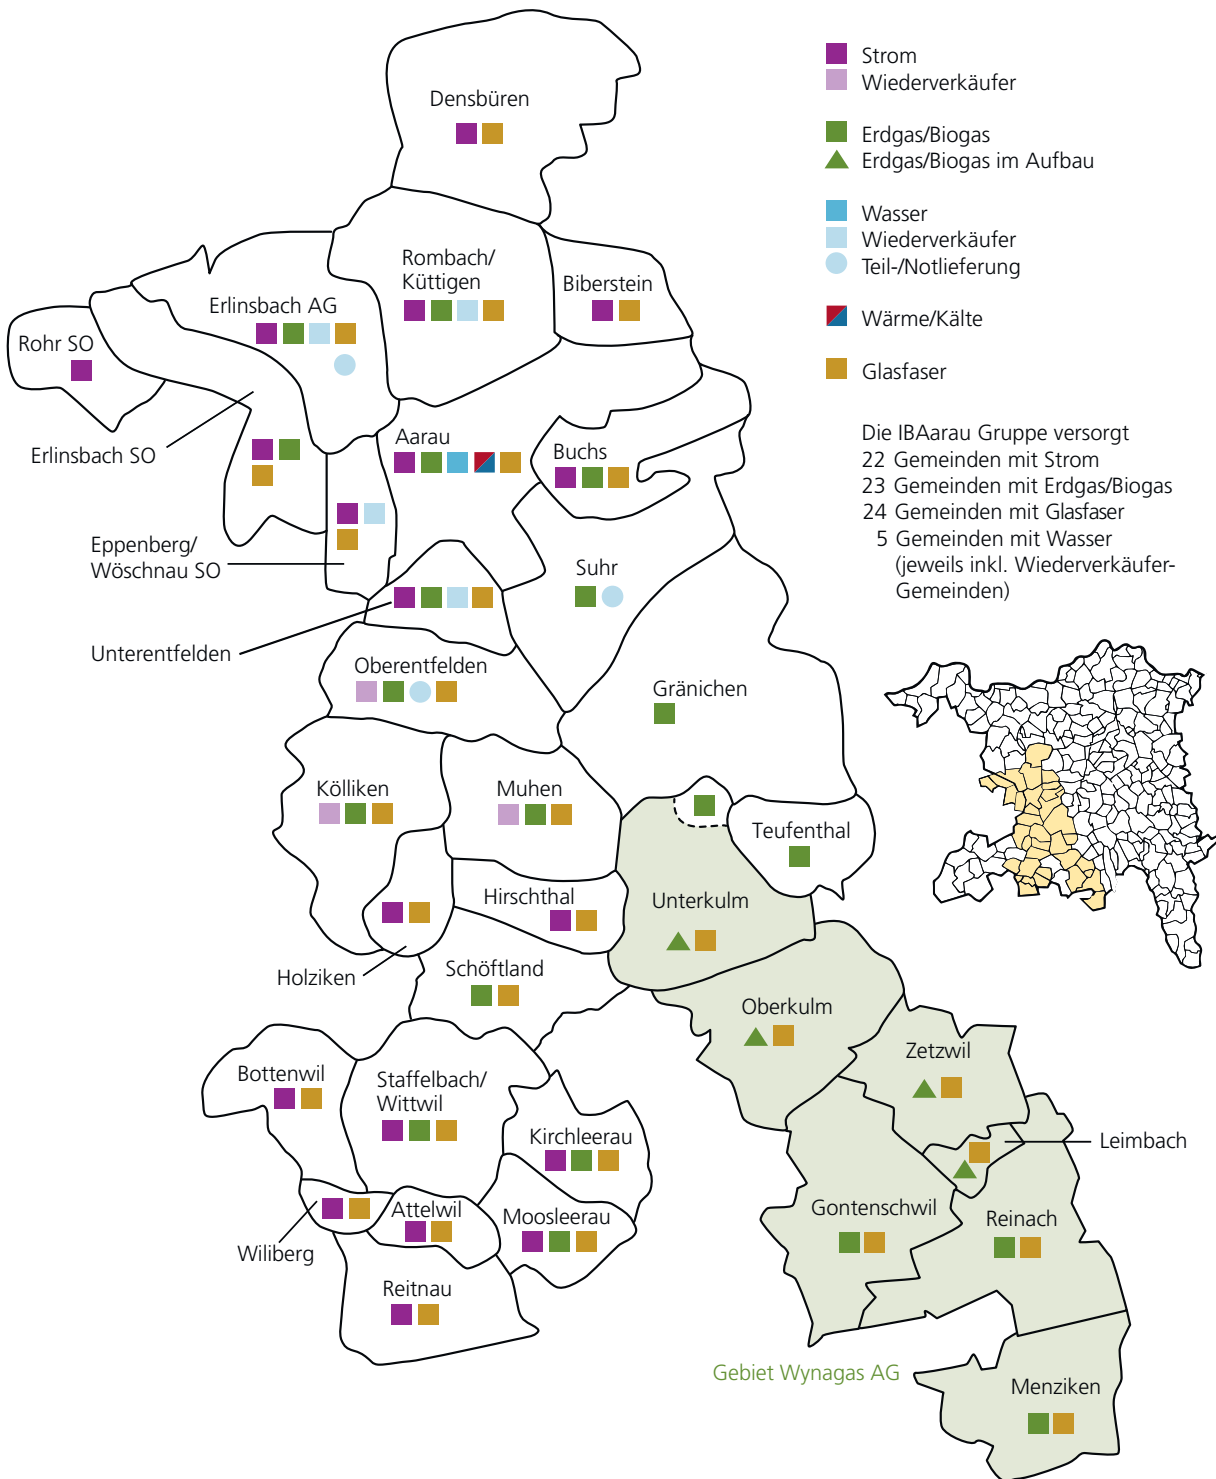 Strom
Wiederverkäufer
Erdgas/Biogas
Erdgas/Biogas im Aufbau
Wasser
Wiederverkäufer
Teil-/Notlieferung
Wärme/Kälte
Glasfaser
Die IBAarau Gruppe versorgt
22 Gemeinden mit Strom
23 Gemeinden mit Erdgas/Biogas
24 Gemeinden mit Glasfaser
5 Gemeinden mit Wasser
(jeweils inkl. Wiederverkäufer-
Gemeinden)
Densbüren
Rombach/
Küttigen
Biberstein
Erlinsbach AG
Rohr SO
Erlinsbach SO
Aarau
Buchs
Eppenberg/
Wöschnau SO
Suhr
Unterentfelden
Oberentfelden
Gränichen
Kölliken
Muhen
Teufenthal
Hirschthal
Unterkulm
Holziken
Schöftland
Oberkulm
Zetzwil
Bottenwil
Staffelbach/
Wittwil
Kirchleerau
Leimbach
Wiliberg
Attelwil
Moosleerau
Gontenschwil
Reinach
Reitnau
Gebiet Wynagas AG
Menziken